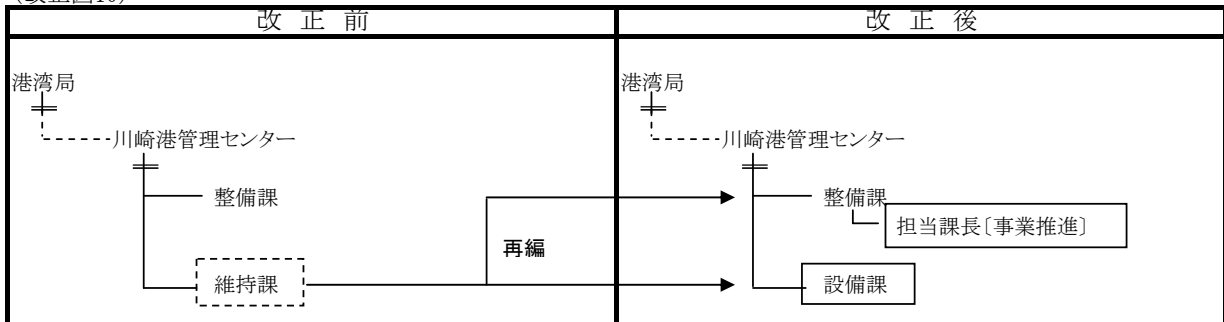 改正前
改正後
港湾局
川崎港管理センター
整備課
再編
維持課
港湾局
川崎港管理センター
整備課
担当課長〔事業推進〕
設備課